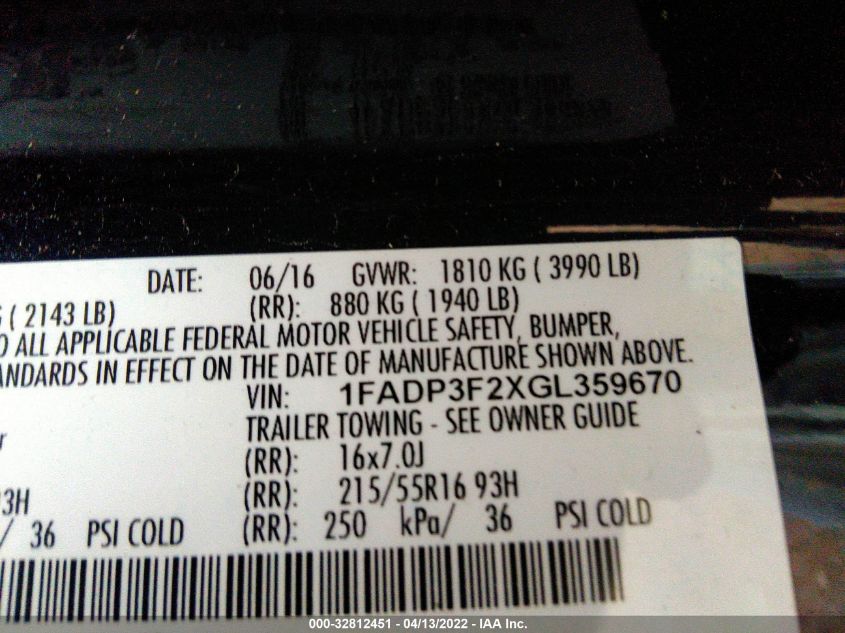 DATE: 06/16 GVWR: 1810 KG ( 3990 LB)
( 2143 LB) (RR): 880 KG ( 1940 LB)
O ALL APPLICABLE FEDERAL MOTOR VEHICLE SAFETY, BUMPER,
ANDARDS IN EFFECT ON THE DATE OF MANUFACTURE SHOWN ABOVE.
VIN: 1FADP3F2XGL359670
TRAILER TOWING - SEE OWNER GUIDE
(RR): 16x7.0J
93H (RR): 215/55R16 93H
/ 36 PSI COLD (RR): 250 kPa/ 36 PSI COLD
000-32812451 - 04/13/2022 - IAA Inc.